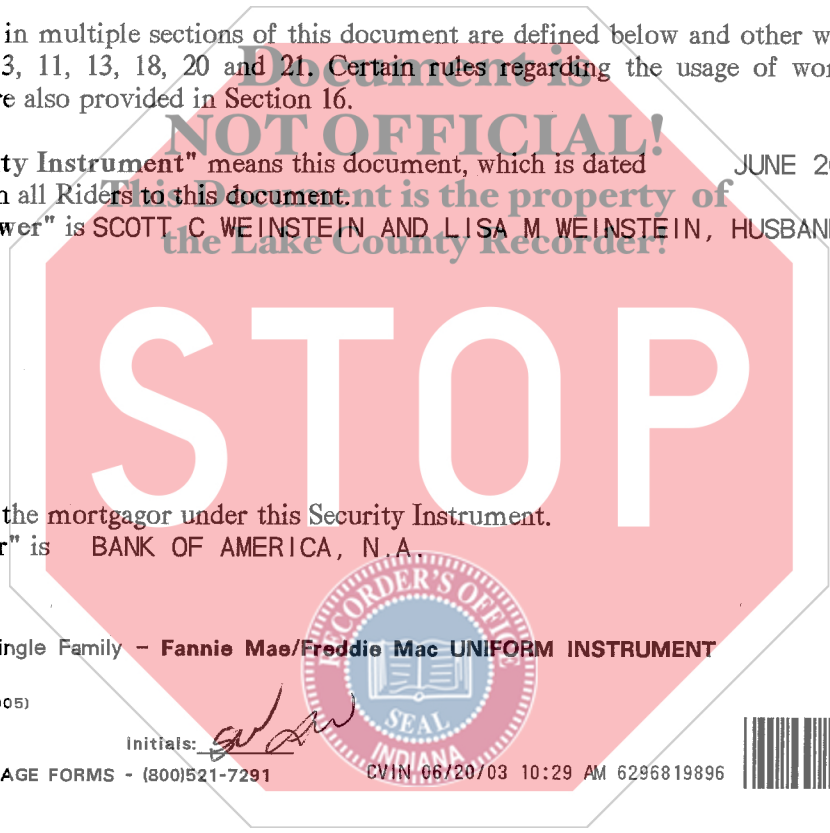 in multiple sections of this document are defined below and other w
3, 11, 13, 18, 20 and 21. Certain rules regarding the usage of wor
e also provided in Section 16.
Document is
NOT OFFICIAL!
This Document is the property of
the Lake County Recorder!
ty Instrument" means this document, which is dated JUNE 2
all Riders to this document.
wer" is SCOTT C WEINSTEIN AND LISA M WEINSTEIN, HUSBAN
STOP
the mortgagor under this Security Instrument.
r" is BANK OF AMERICA, N.A.
RECORDER'S OFFICE
SEAL
INDIANA
ingle Family - Fannie Mae/Freddie Mac UNIFORM INSTRUMENT
005)
Initials:
AGE FORMS - (800)521-7291
CVIN 06/20/03 10:29 AM 6296819896